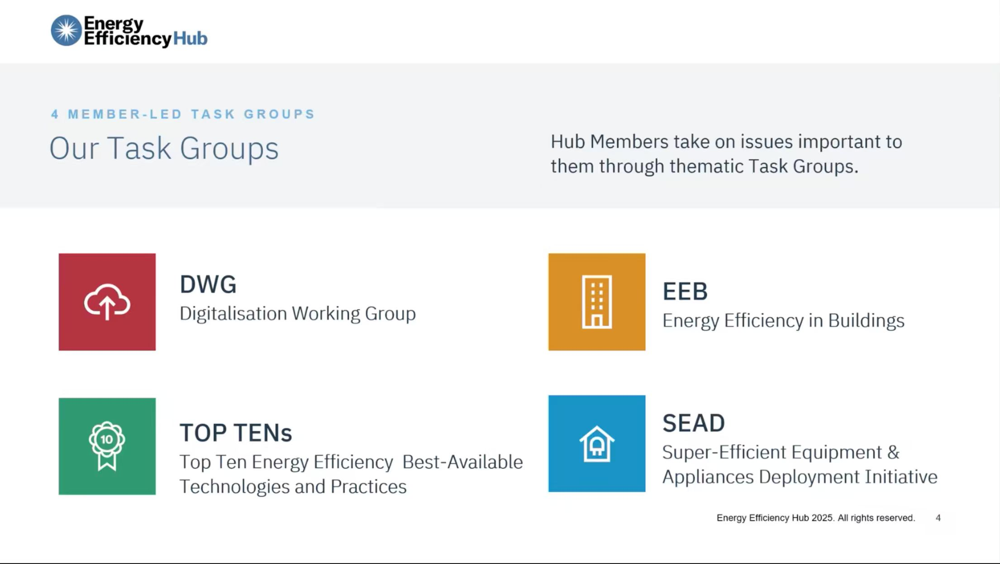 Energy
Efficiency Hub
4 MEMBER-LED TASK GROUPS
Our Task Groups
Hub Members take on issues important to
them through thematic Task Groups.
DWG
Digitalisation Working Group
EEB
Energy Efficiency in Buildings
10
TOP TENs
Top Ten Energy Efficiency  Best-Available
Technologies and Practices
SEAD
Super-Efficient Equipment &
Appliances Deployment Initiative
Energy Efficiency Hub 2025. All rights reserved. 4